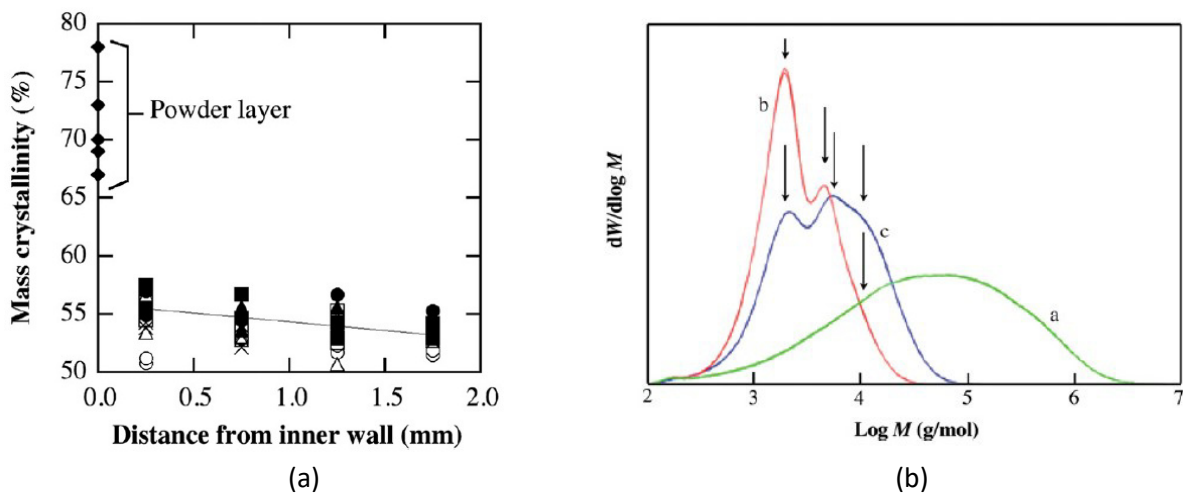 80
75
70
65
60
55
50
Mass crystallinity (%)
Powder layer
0.0 0.5 1.0 1.5 2.0
Distance from inner wall (mm)
(a)
dW/dlog M
b
c
a
2 3 4 5 6 7
Log M (g/mol)
(b)